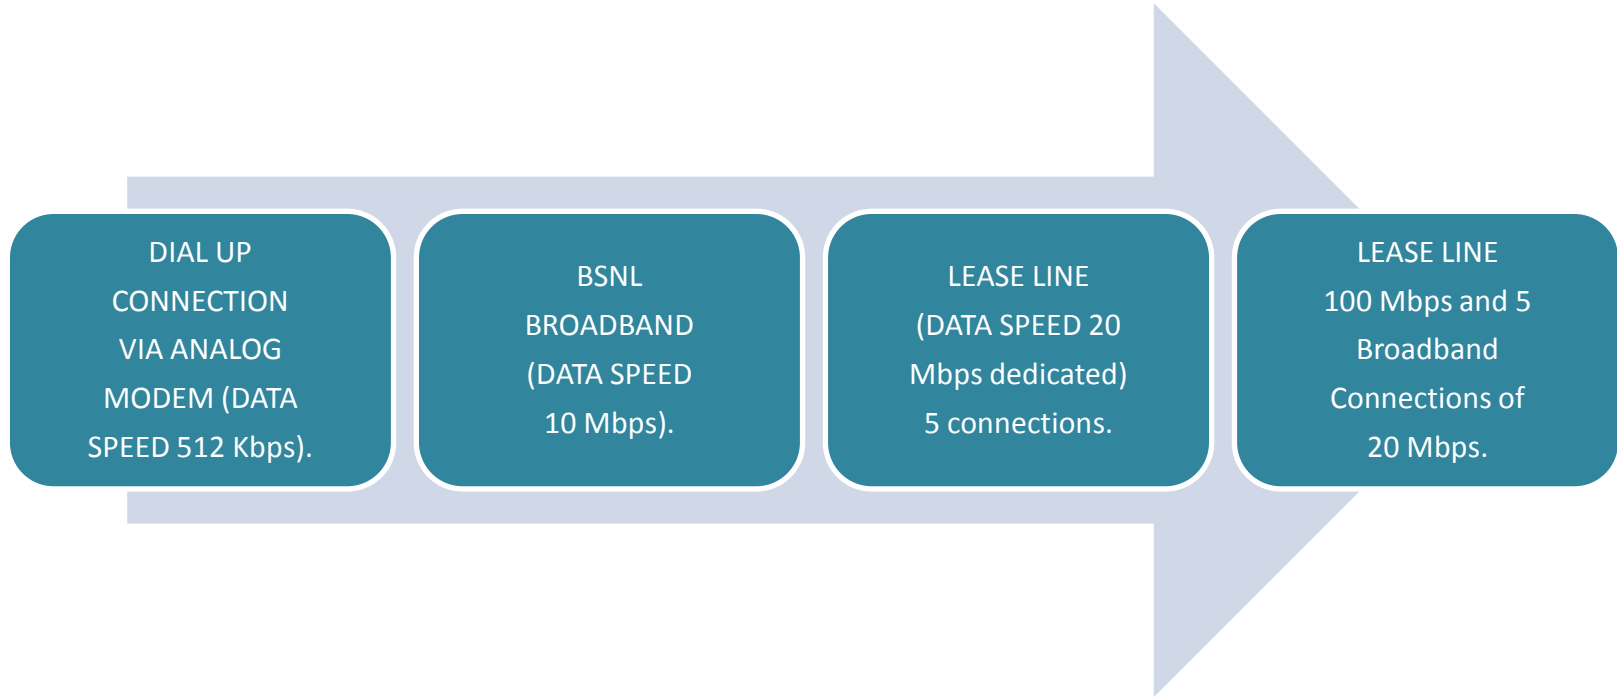 DIAL UP
CONNECTION
VIA ANALOG
MODEM (DATA
SPEED 512 Kbps).
BSNL
BROADBAND
(DATA SPEED
10 Mbps).
LEASE LINE
(DATA SPEED 20
Mbps dedicated)
5 connections.
LEASE LINE
100 Mbps and 5
Broadband
Connections of
20 Mbps.